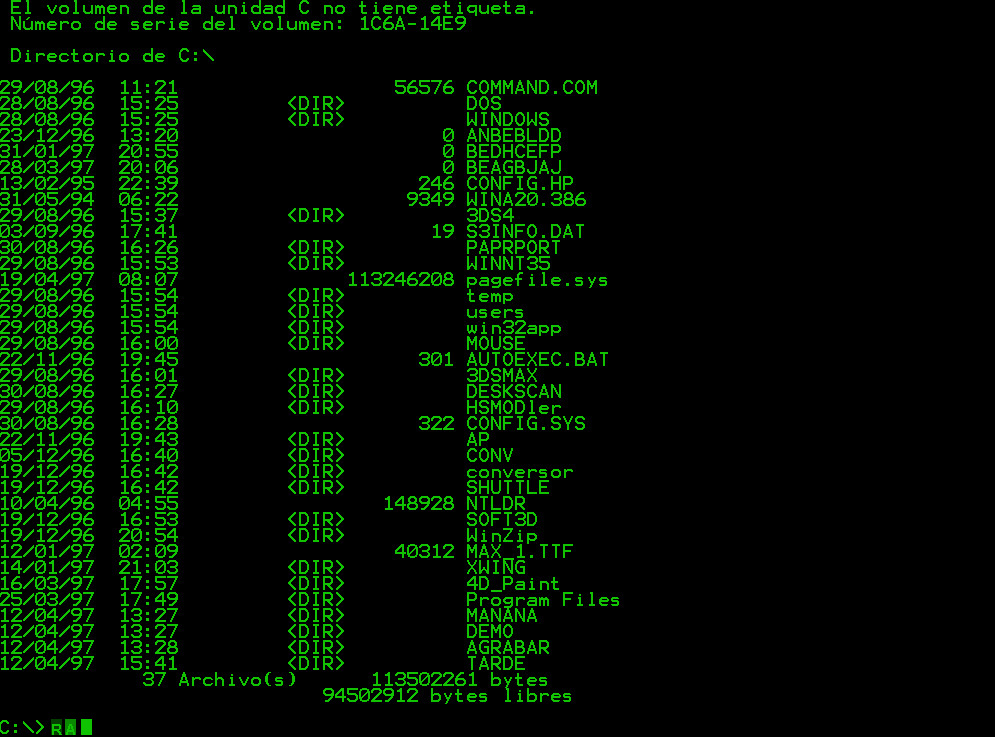 El volumen de la unidad C no tiene etiqueta.
Número de serie del volumen: 1C6A-14E9
Directorio de C:\
29/08/96 11:21 56576 COMMAND.COM
28/08/96 15:25 <DIR> DOS
28/08/96 15:25 <DIR> WINDOWS
23/12/96 13:20 0 ANBEBLDD
31/01/97 20:55 0 BEDHCEFP
28/03/97 20:06 0 BEAGBJAJ
13/02/95 22:39 246 CONFIG.HP
31/05/94 06:22 9349 WINA20.386
29/08/96 15:37 <DIR> 3DS4
03/09/96 17:41 19 S3INFO.DAT
30/08/96 16:26 <DIR> PAPRPORT
29/08/96 15:53 <DIR> WINNT35
19/04/97 08:07 113246208 pagefile.sys
29/08/96 15:54 <DIR> temp
29/08/96 15:54 <DIR> users
29/08/96 15:54 <DIR> win32app
29/08/96 16:00 <DIR> MOUSE
22/11/96 19:45 301 AUTOEXEC.BAT
29/08/96 16:01 <DIR> 3DSMAX
30/08/96 16:27 <DIR> DESKSCAN
29/08/96 16:10 <DIR> HSMODler
30/08/96 16:28 322 CONFIG.SYS
22/11/96 19:43 <DIR> AP
05/12/96 16:40 <DIR> CONV
19/12/96 16:42 <DIR> conversor
19/12/96 16:42 <DIR> SHUTTLE
10/04/96 04:55 148928 NTLDR
19/12/96 16:53 <DIR> SOFT3D
19/12/96 20:54 <DIR> WinZip
12/01/97 02:09 40312 MAX_1.TTF
14/01/97 21:03 <DIR> XWING
16/03/97 17:57 <DIR> 4D_Paint
25/03/97 17:49 <DIR> Program Files
12/04/97 13:27 <DIR> MANANA
12/04/97 13:27 <DIR> DEMO
12/04/97 13:28 <DIR> AGRABAR
12/04/97 15:41 <DIR> TARDE
37 Archivo(s) 113502261 bytes
94502912 bytes libres
C:\> RA